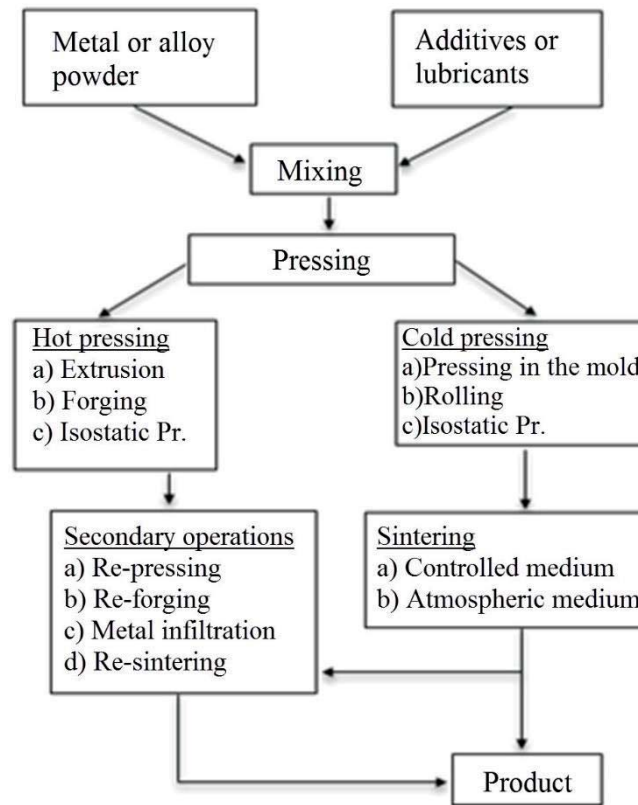 Metal or alloy
powder
Additives or
lubricants
Mixing
Pressing
Hot pressing
a) Extrusion
b) Forging
c) Isostatic Pr.
Cold pressing
a)Pressing in the mold
b)Rolling
c)Isostatic Pr.
Secondary operations
a) Re-pressing
b) Re-forging
c) Metal infiltration
d) Re-sintering
Sintering
a) Controlled medium
b) Atmospheric medium
Product